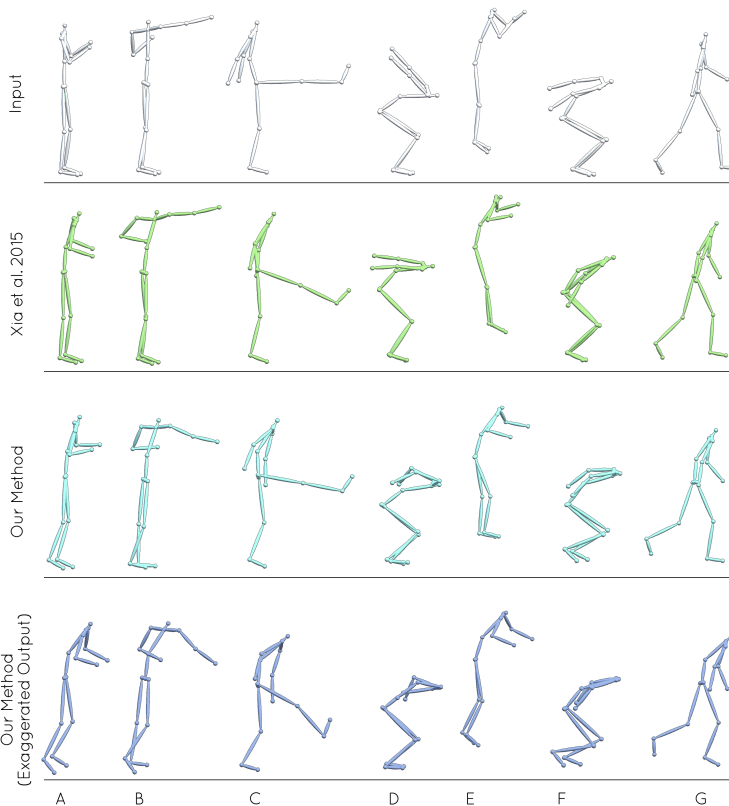 Input
Xia et al. 2015
Our Method
Our Method
(Exaggerated Output)
A B C D E F G